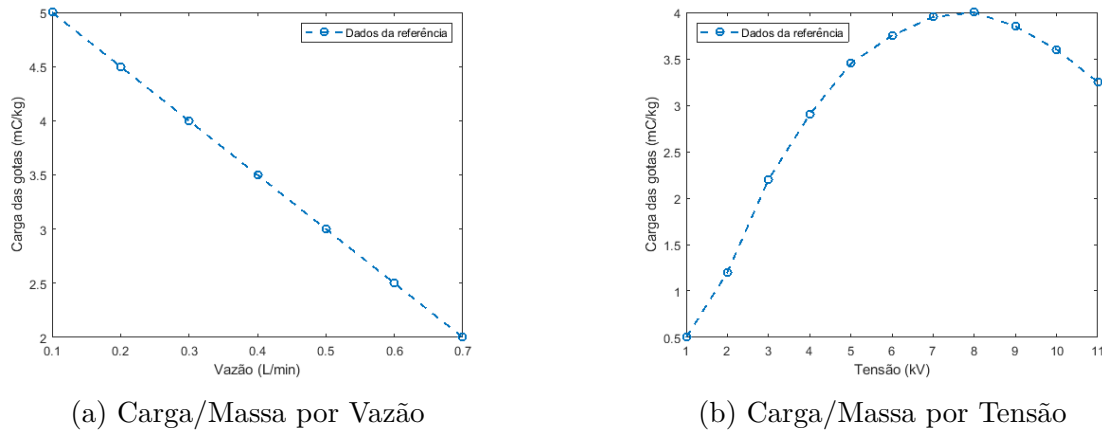 5
4.5
4
3.5
3
2.5
2
Carga das gotas (mC/kg)
0.1 0.2 0.3 0.4 0.5 0.6 0.7
Vazão (L/min)
Dados da referência
(a) Carga/Massa por Vazão
4
3.5
3
2.5
2
1.5
1
0.5
Carga das gotas (mC/kg)
1 2 3 4 5 6 7 8 9 10 11
Tensão (kV)
Dados da referência
(b) Carga/Massa por Tensão